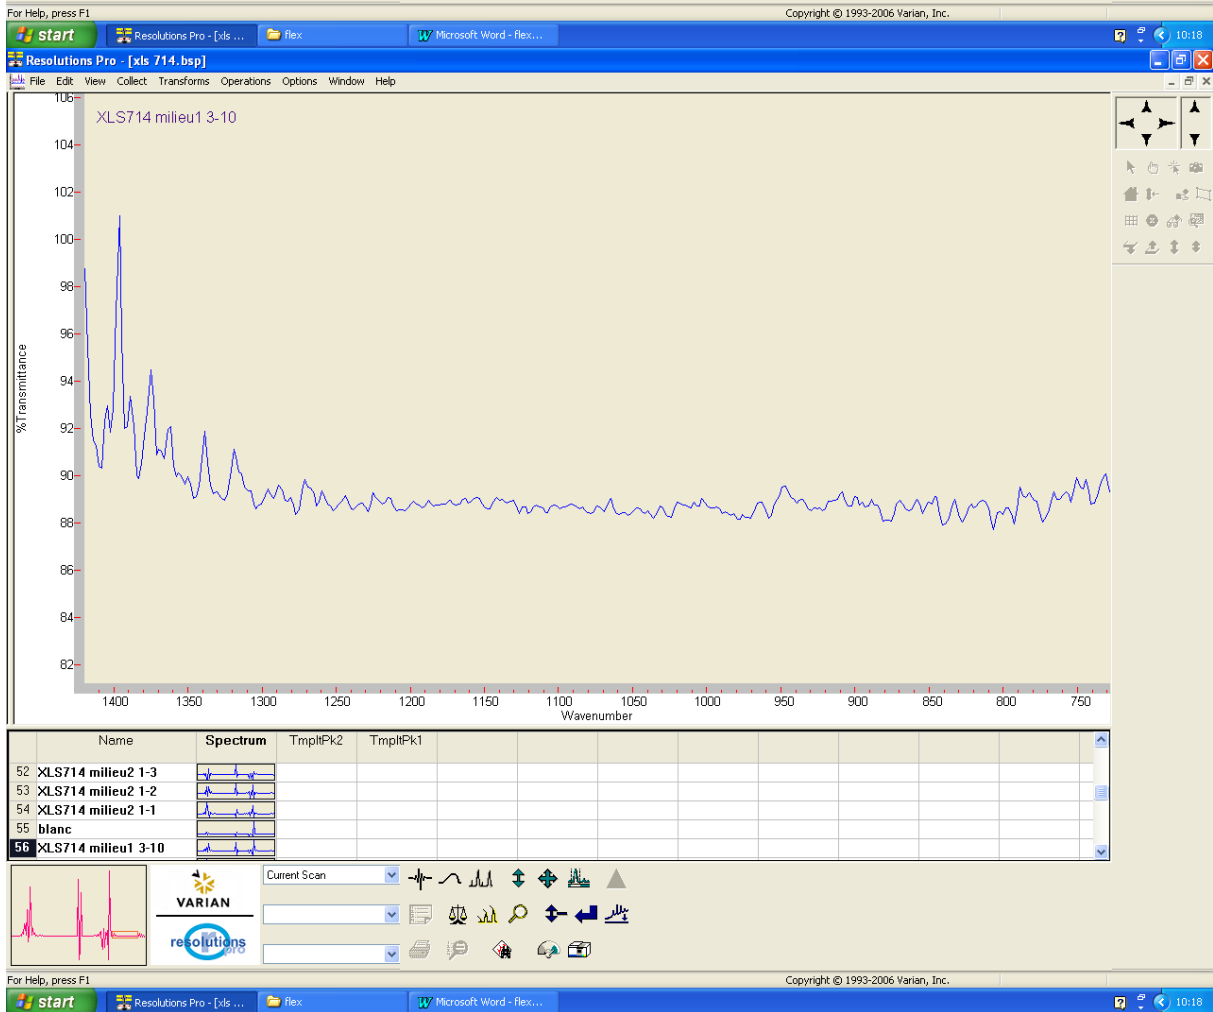 For Help, press F1 Copyright © 1993-2006 Varian, Inc.
start Resolutions Pro - [xls ... flex Microsoft Word - flex... 10:18
Resolutions Pro - [xls 714.bsp]
File Edit View Collect Transforms Operations Options Window Help
106
XLS714 milieu1 3-10
104
102
100
98
96
94
92
90
88
86
84
82
%Transmittance
1400 1350 1300 1250 1200 1150 1100 1050 1000 950 900 850 800 750
Wavenumber
Name Spectrum TmpltPk2 TmpltPk1
52 XLS714 milieu2 1-3
53 XLS714 milieu2 1-2
54 XLS714 milieu2 1-1
55 blanc
56 XLS714 milieu1 3-10
Current Scan
VARIAN
resolutions
pro
For Help, press F1 Copyright © 1993-2006 Varian, Inc.
start Resolutions Pro - [xls ... flex Microsoft Word - flex... 10:18